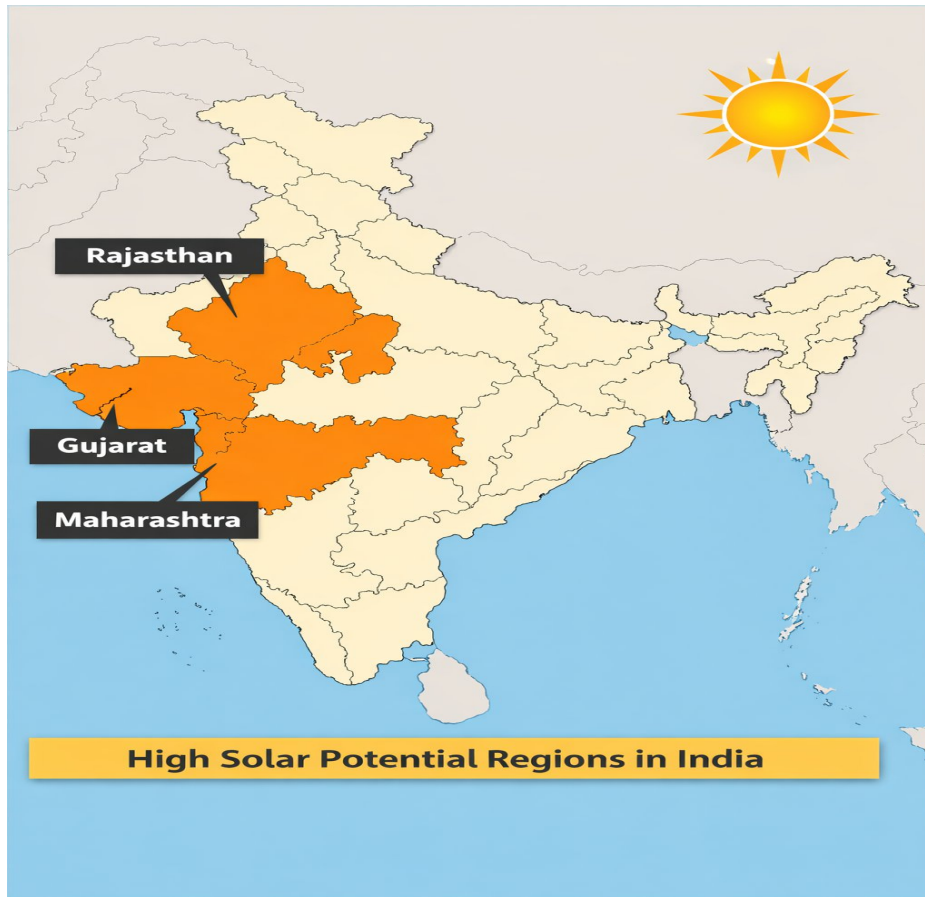 Rajasthan
Gujarat
Maharashtra
High Solar Potential Regions in India